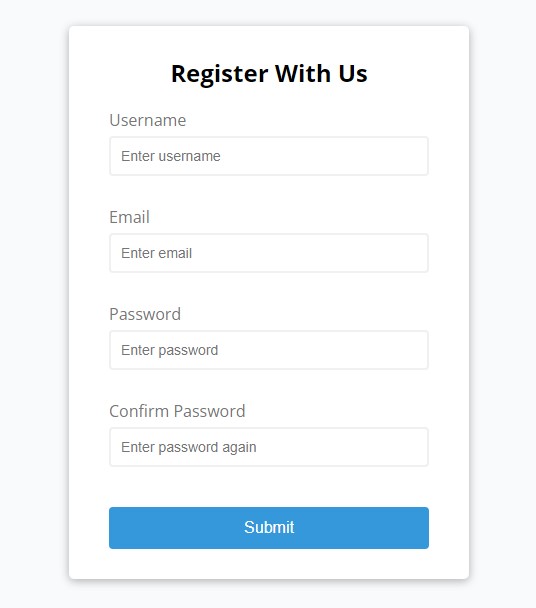 Register With Us
Username
Enter username
Email
Enter email
Password
Enter password
Confirm Password
Enter password again
Submit